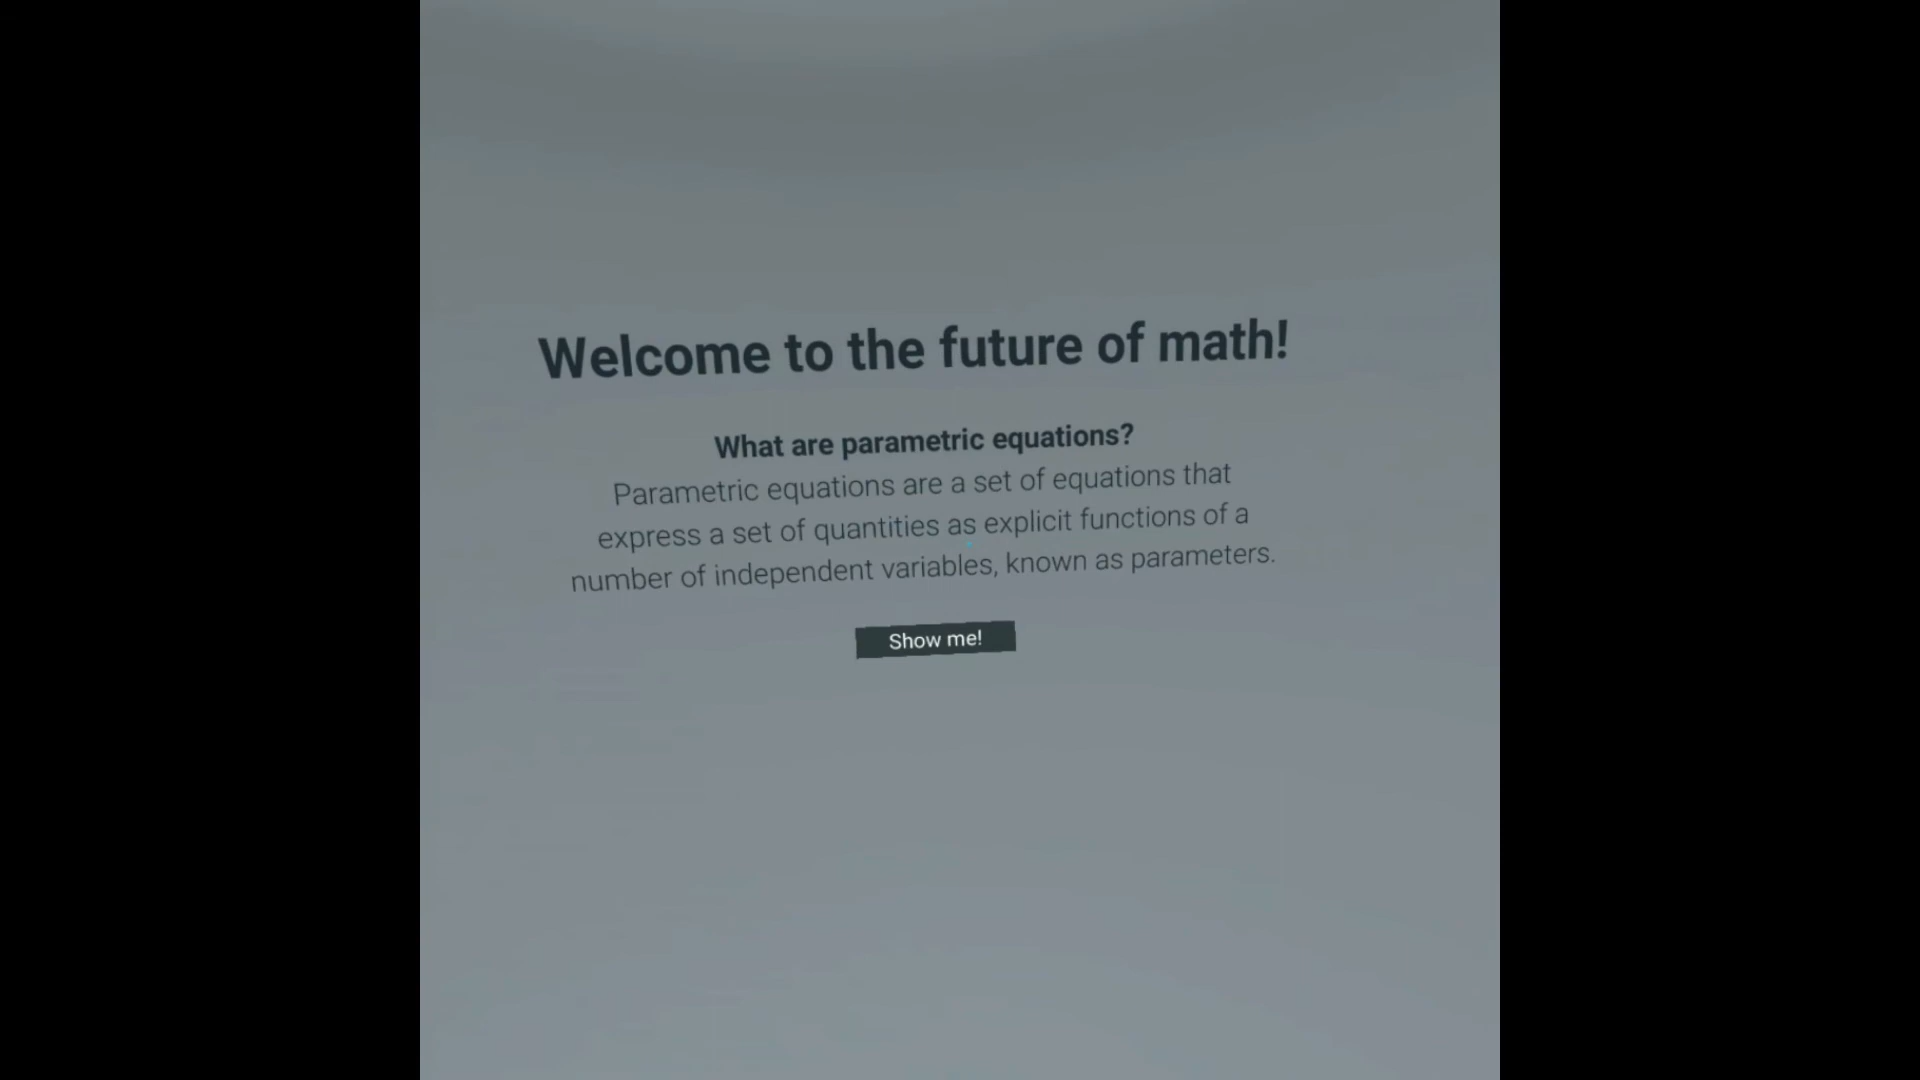 Welcome to the future of math!
What are parametric equations?
Parametric equations are a set of equations that
express a set of quantities as explicit functions of a
number of independent variables, known as parameters.
Show me!